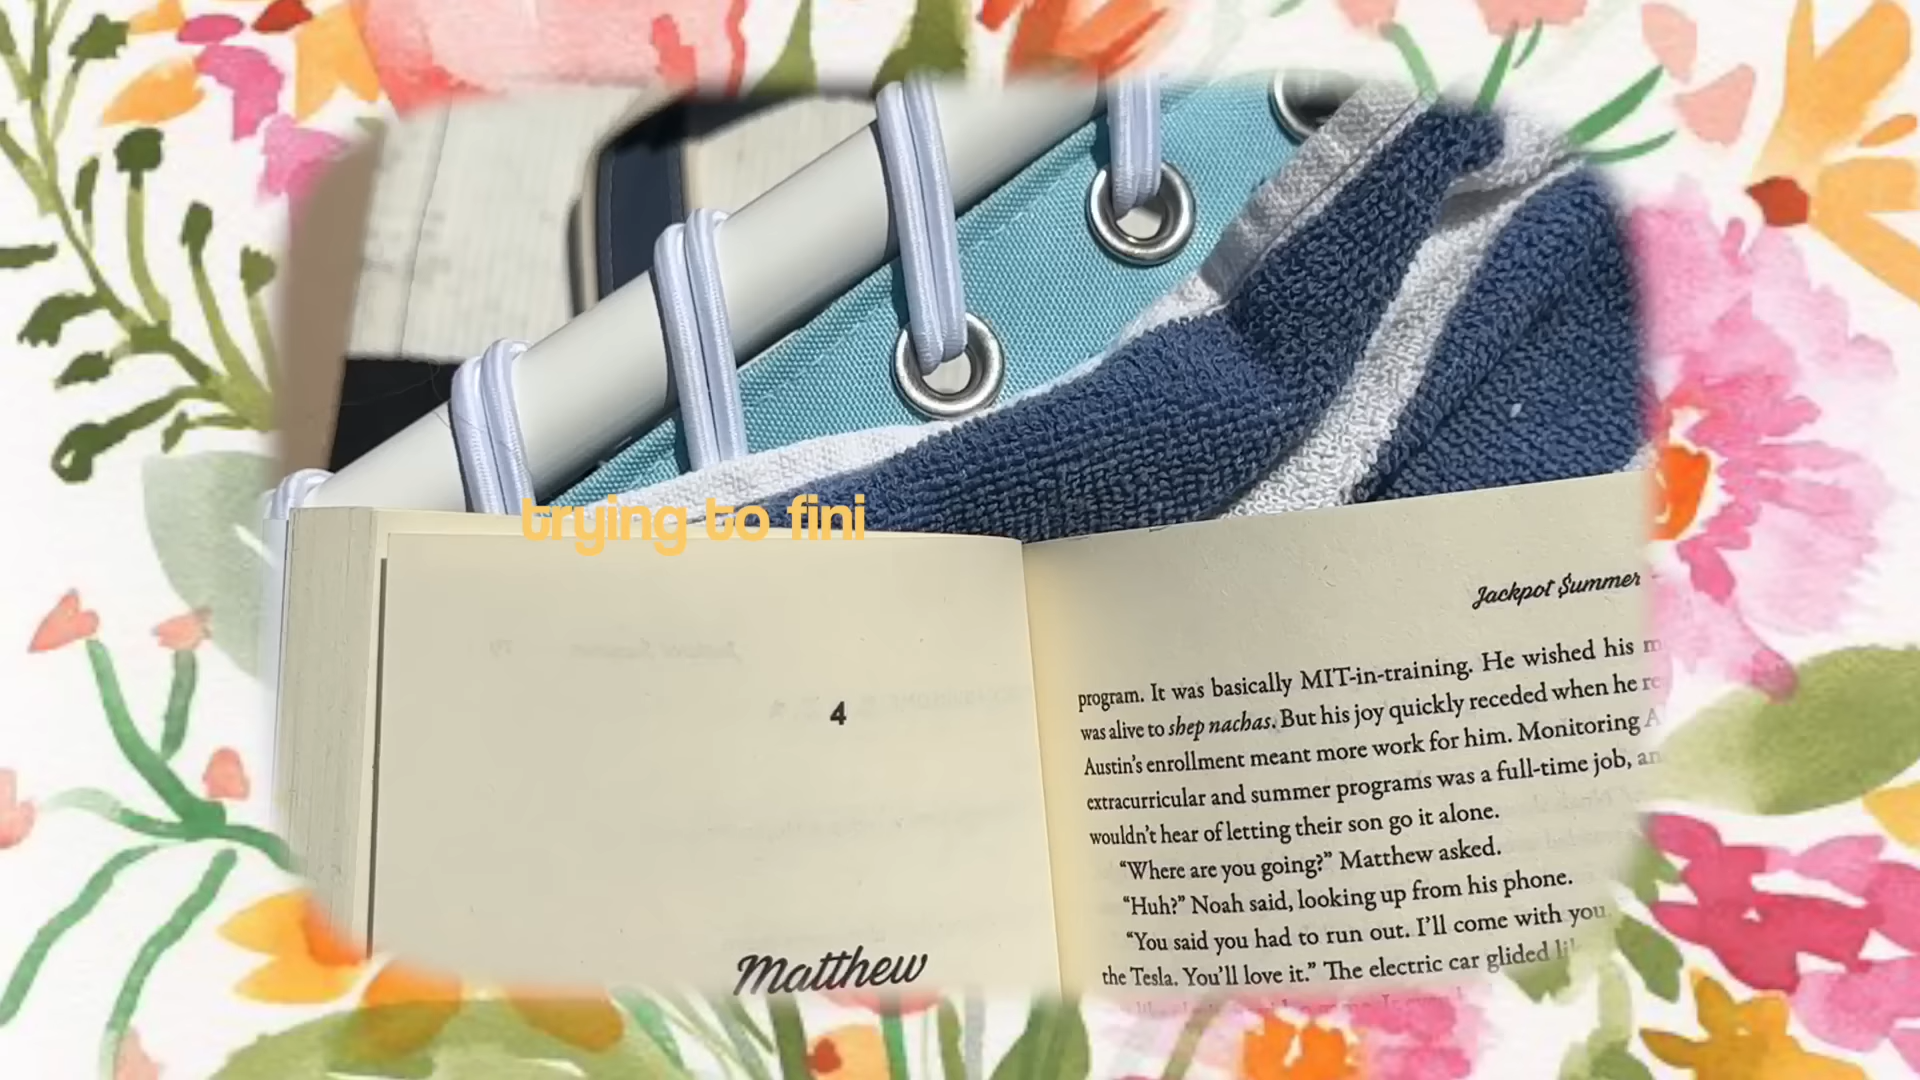 trying to fini
4
Matthew
Jackpot Summer
program. It was basically MIT-in-training. He wished his
was alive to shep nachas. But his joy quickly receded when he
Austin's enrollment meant more work for him. Monitoring
extracurricular and summer programs was a full-time job,
wouldn't hear of letting their son go it alone.
“Where are you going?” Matthew asked.
“Huh?” Noah said, looking up from his phone.
“You said you had to run out. I'll come with you.
the Tesla. You'll love it.” The electric car glided